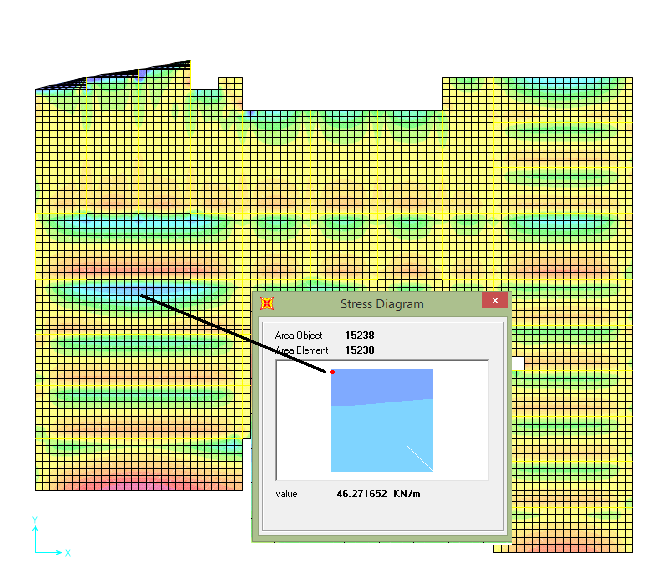 Stress Diagram
x
Area Object 15238
Area Element 15230
value 46.271652 KN/m
Y
X